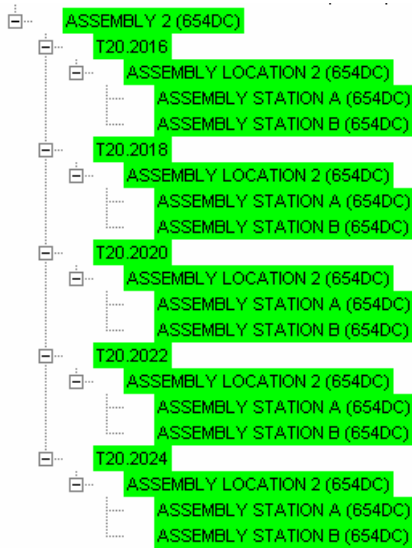 ASSEMBLY 2 (654DC)
T20.2016
ASSEMBLY LOCATION 2 (654DC)
ASSEMBLY STATION A (654DC)
ASSEMBLY STATION B (654DC)
T20.2018
ASSEMBLY LOCATION 2 (654DC)
ASSEMBLY STATION A (654DC)
ASSEMBLY STATION B (654DC)
T20.2020
ASSEMBLY LOCATION 2 (654DC)
ASSEMBLY STATION A (654DC)
ASSEMBLY STATION B (654DC)
T20.2022
ASSEMBLY LOCATION 2 (654DC)
ASSEMBLY STATION A (654DC)
ASSEMBLY STATION B (654DC)
T20.2024
ASSEMBLY LOCATION 2 (654DC)
ASSEMBLY STATION A (654DC)
ASSEMBLY STATION B (654DC)